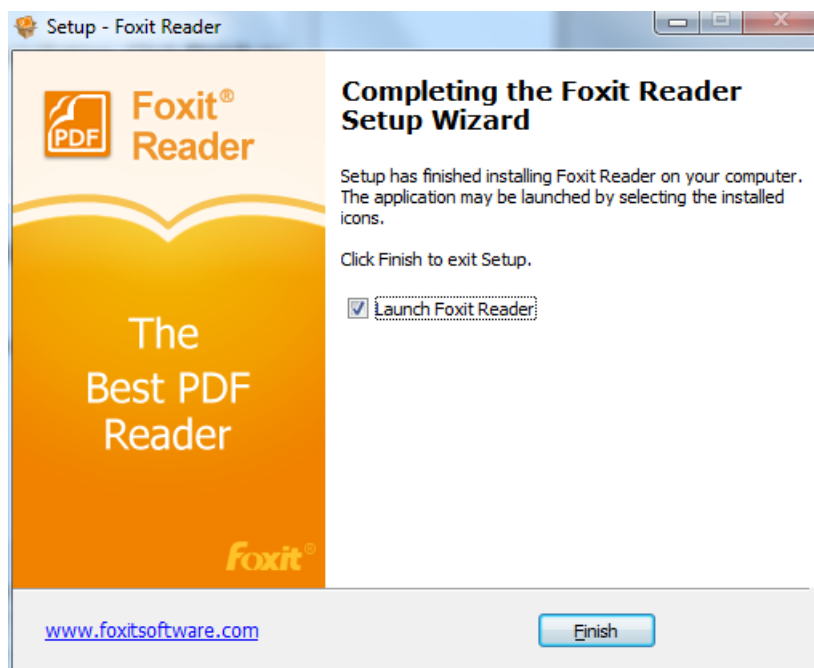 Setup - Foxit Reader
Foxit®
Reader
PDF
Completing the Foxit Reader
Setup Wizard
Setup has finished installing Foxit Reader on your computer.
The application may be launched by selecting the installed
icons.
Click Finish to exit Setup.
Launch Foxit Reader
The
Best PDF
Reader
Foxit®
www.foxitsoftware.com
Finish